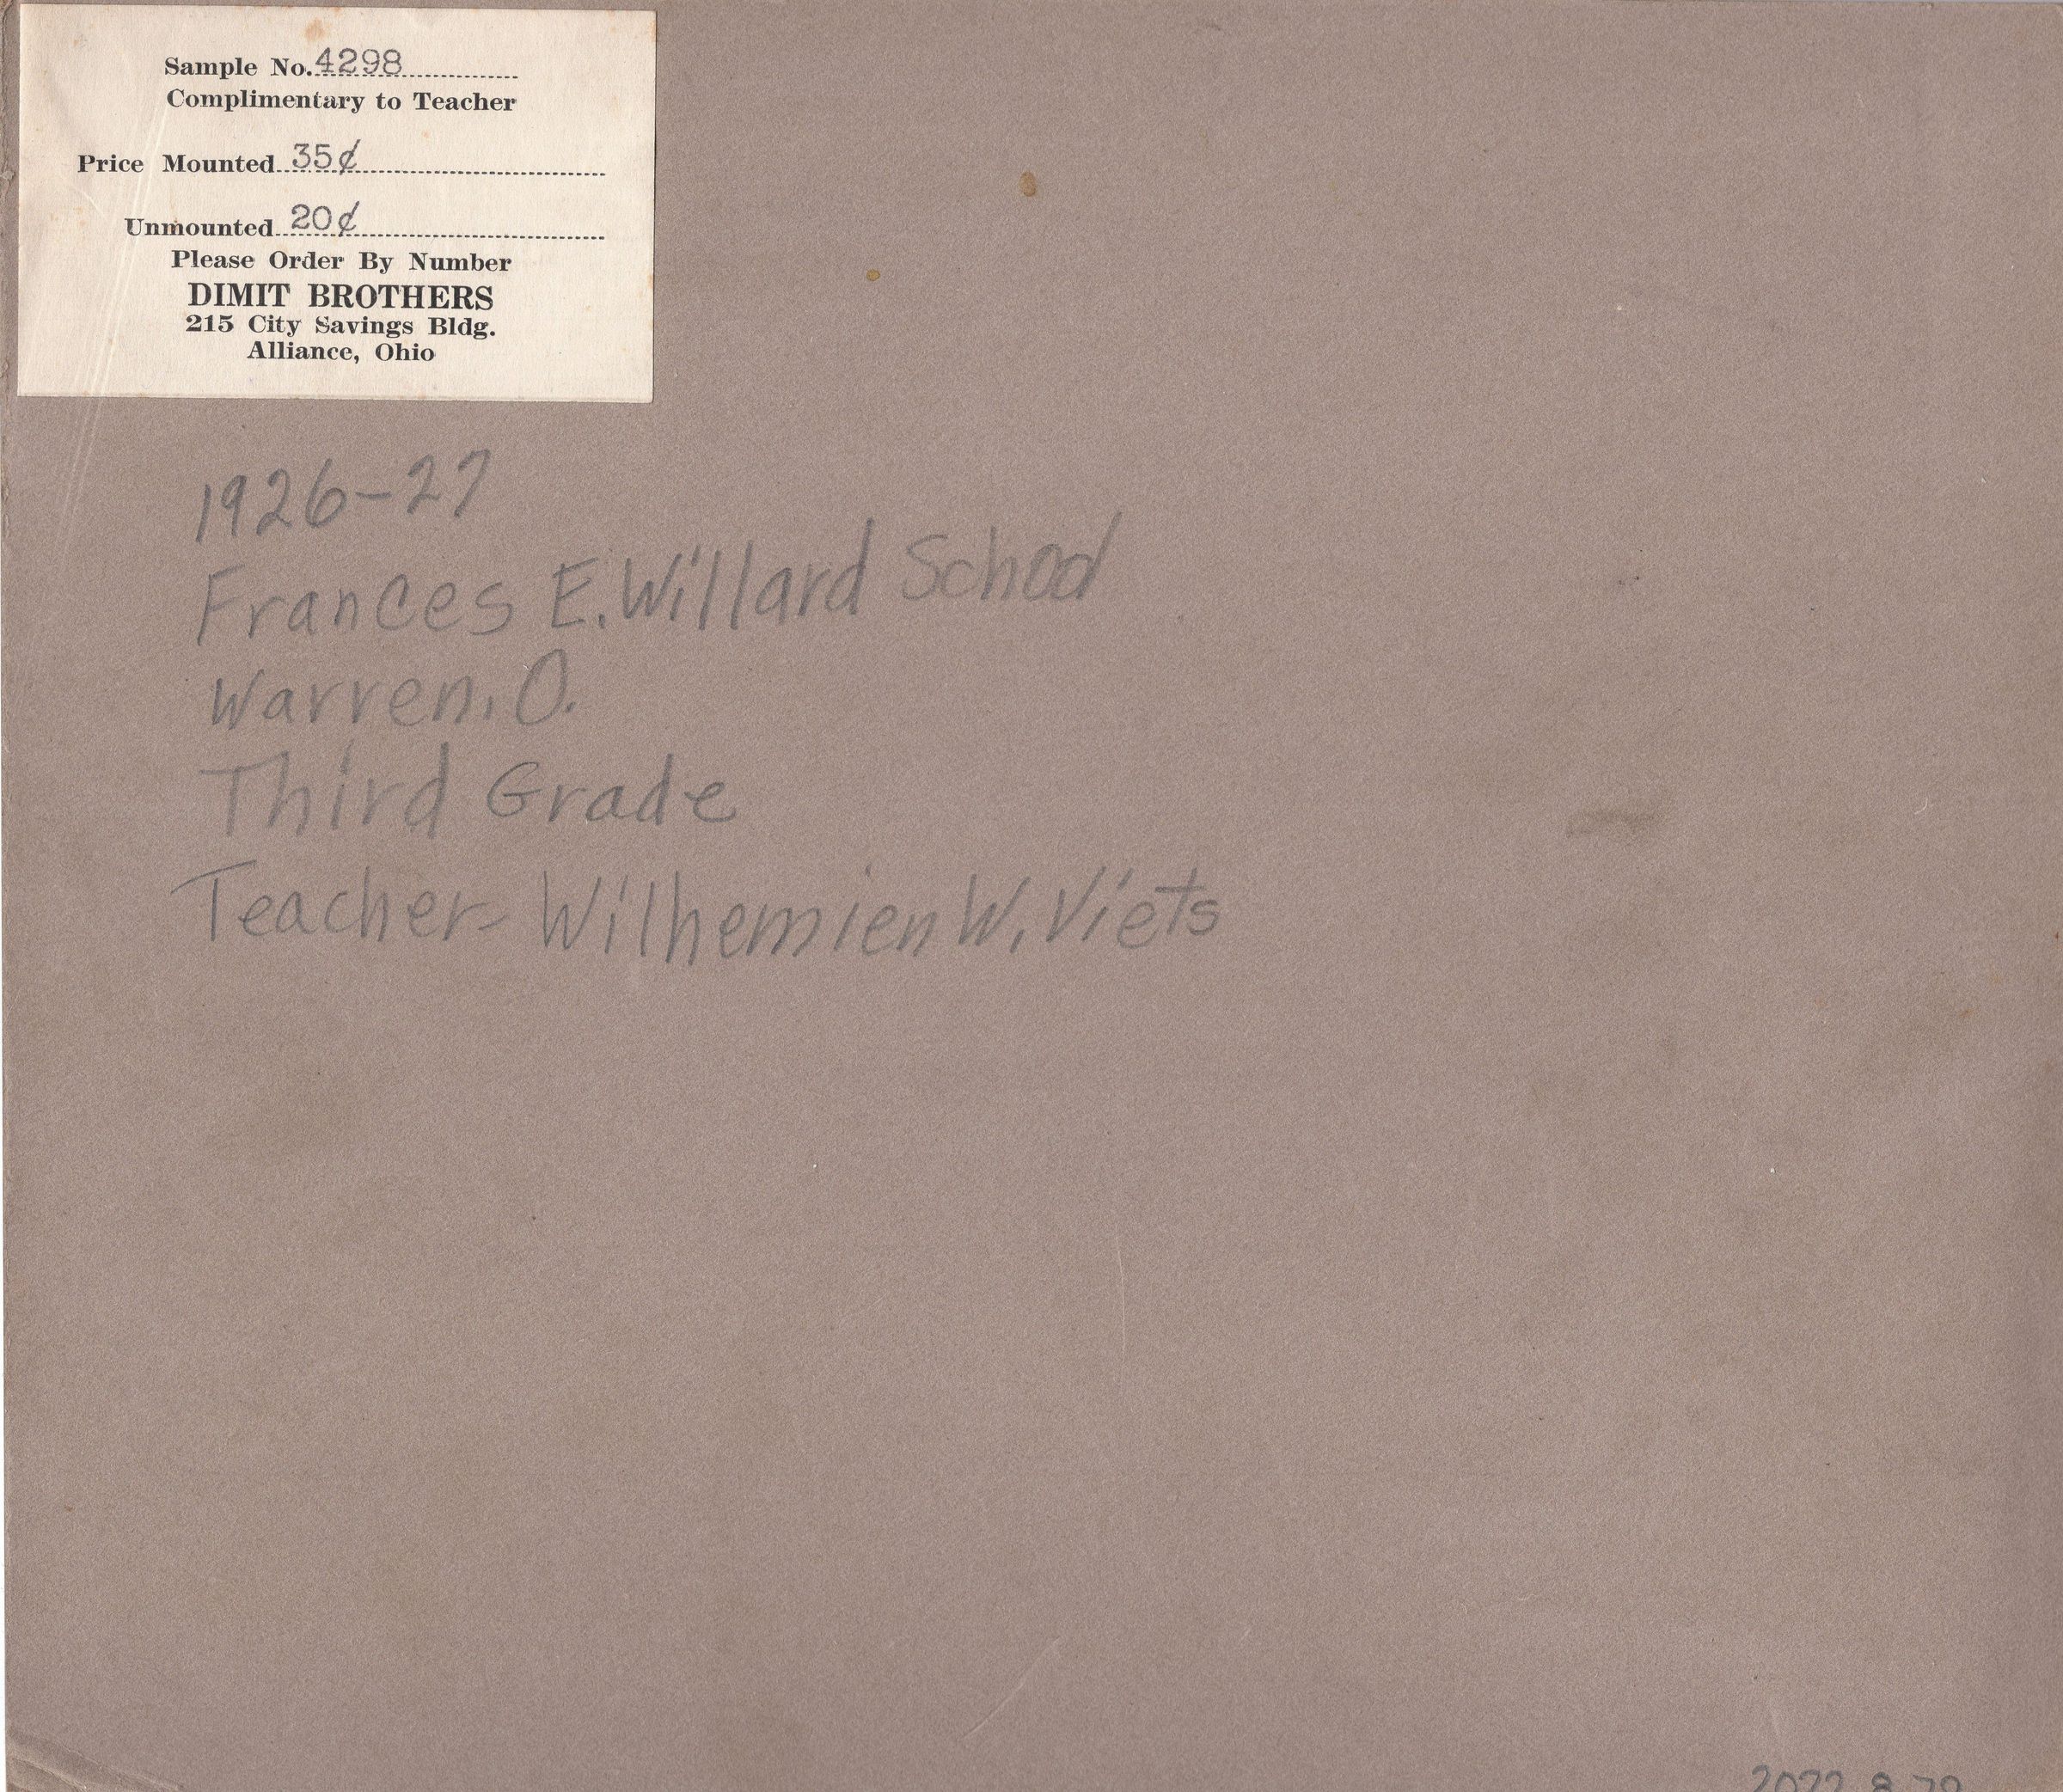 Sample No. 4298
Complimentary to Teacher
Price Mounted 35¢
Unmounted 20¢
Please Order By Number
DIMIT BROTHERS
215 City Savings Bldg.
Alliance, Ohio
1926-27
Frances E. Willard School
Warren, O.
Third Grade
Teacher- Wilhemien W. Viets